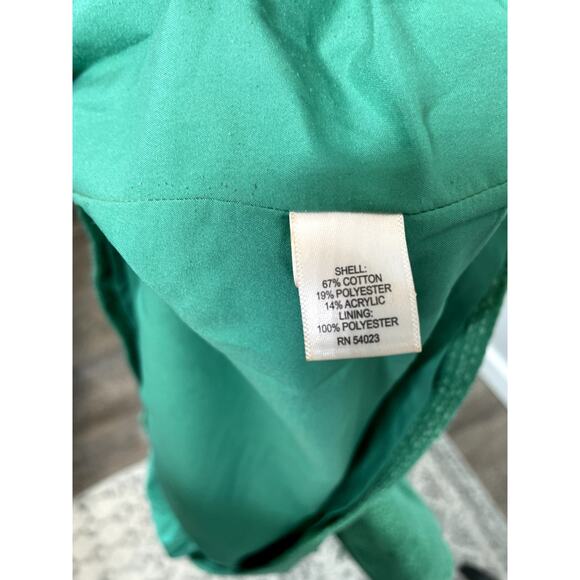 SHELL:
67% COTTON
19% POLYESTER
14% ACRYLIC
LINING:
100% POLYESTER
RN 54023